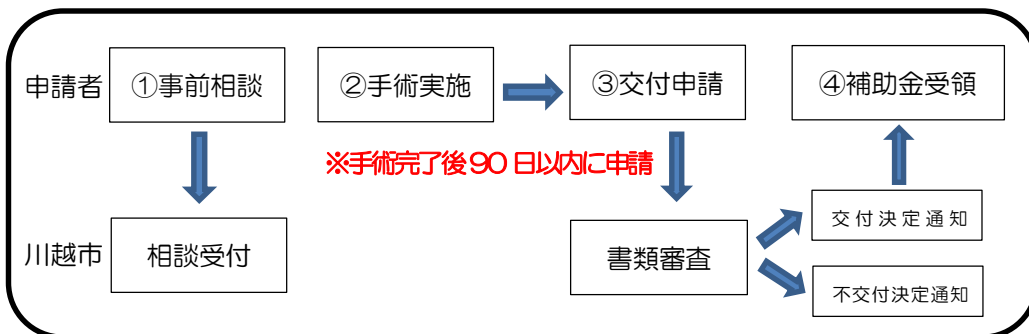 申請者
①事前相談
②手術実施
③交付申請
④補助金受領
※手術完了後90日以内に申請
川越市
相談受付
書類審査
交付決定通知
不交付決定通知